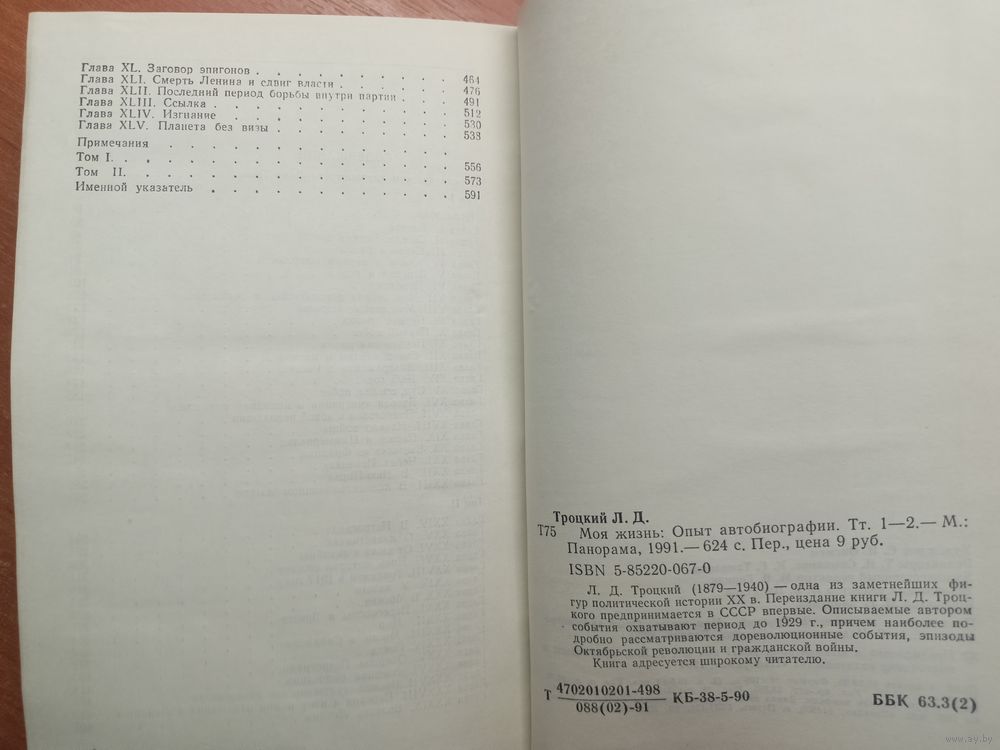 Глава XL. Заговор эпигонов . . . . . . . . 464
Глава XLI. Смерть Ленина и сдвиг власти . . . . . 476
Глава XLII. Последний период борьбы внутри партии . . 491
Глава XLIII. Ссылка . . . . . . . . . . 512
Глава XLIV. Изгнание . . . . . . . . . 530
Глава XLV. Планета без визы . . . . . . . 533
Примечания . . . . . . . . . . . .
Том I. . . . . . . . . . . . . . 556
Том II. . . . . . . . . . . . . . 573
Именной указатель . . . . . . . . . . 591
Троцкий Л. Д.
Т75 Моя жизнь: Опыт автобиографии. Тт. 1—2.— М.:
Панорама, 1991.— 624 с. Пер., цена 9 руб.
ISBN 5-85220-067-0
Л. Д. Троцкий (1879—1940) — одна из заметнейших фи-
гур политической истории XX в. Переиздание книги Л. Д. Троц-
кого предпринимается в СССР впервые. Описываемые автором
события охватывают период до 1929 г., причем наиболее по-
дробно рассматриваются дореволюционные события, эпизоды
Октябрьской революции и гражданской войны.
Книга адресуется широкому читателю.
Т 4702010201-498
088(02)-91
КБ-38-5-90
ББК 63.3(2)
www.ay.by